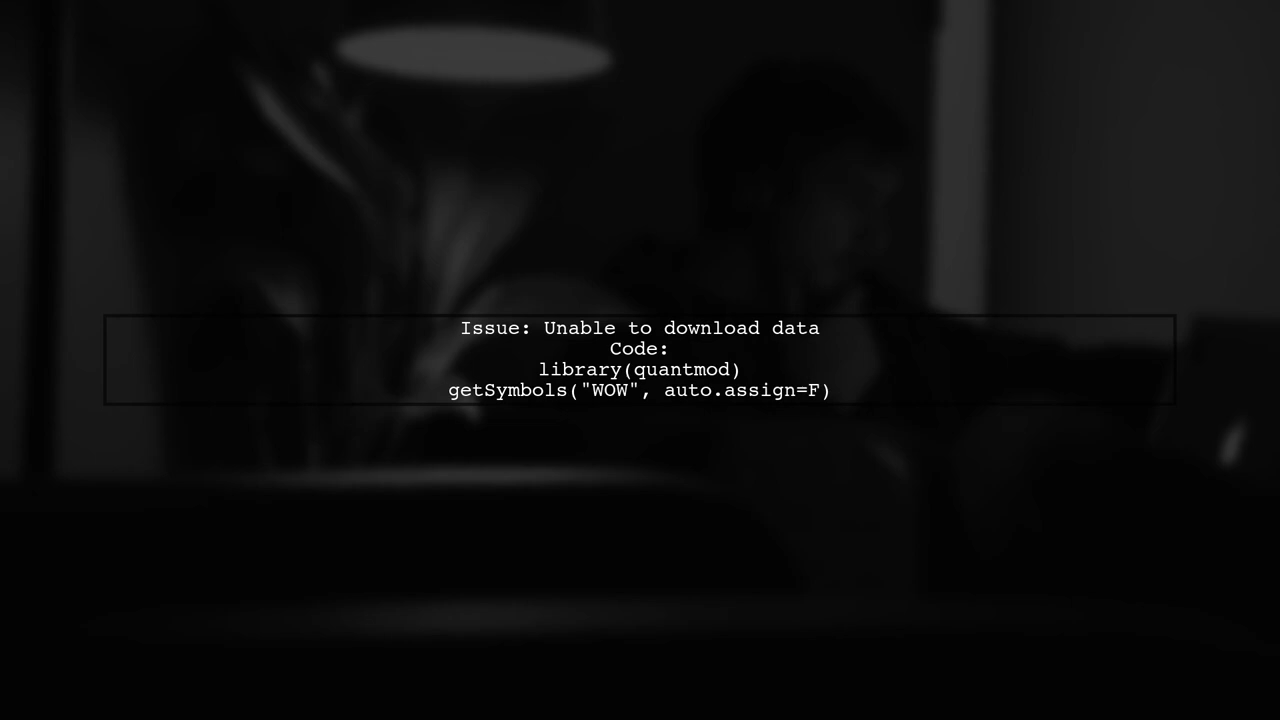 Issue: Unable to download data
Code:
library(quantmod)
getSymbols("WOW", auto.assign=F)